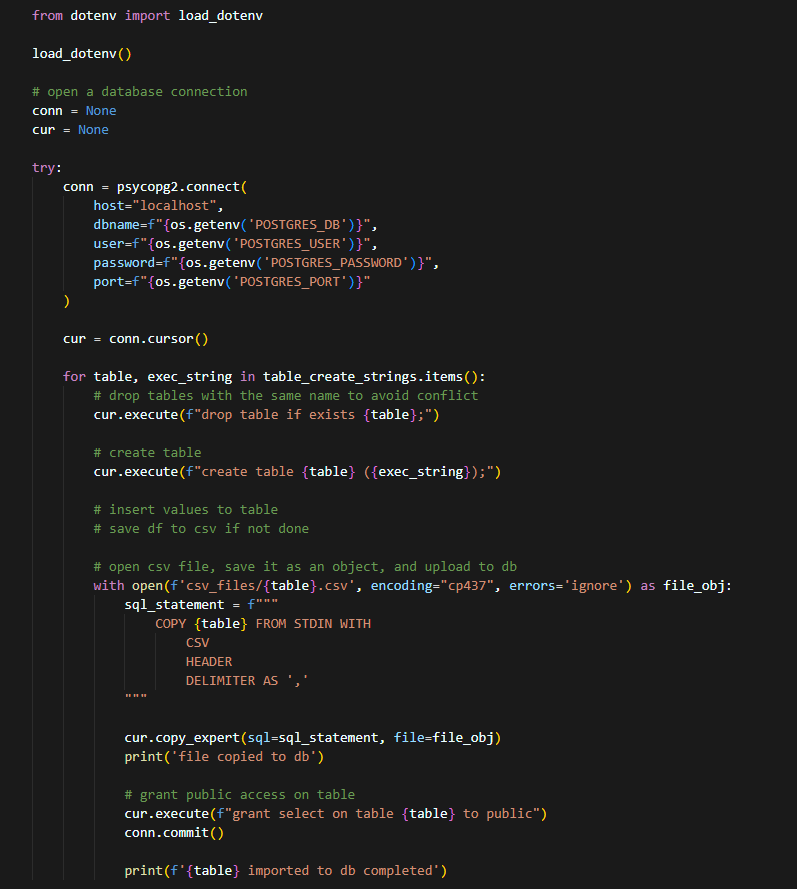 from dotenv import load_dotenv
load_dotenv()
# open a database connection
conn = None
cur = None
try:
    conn = psycopg2.connect(
        host="localhost",
        dbname=f"{os.getenv('POSTGRES_DB')}",
        user=f"{os.getenv('POSTGRES_USER')}",
        password=f"{os.getenv('POSTGRES_PASSWORD')}",
        port=f"{os.getenv('POSTGRES_PORT')}"
    )
    cur = conn.cursor()
    for table, exec_string in table_create_strings.items():
        # drop tables with the same name to avoid conflict
        cur.execute(f"drop table if exists {table};")
        # create table
        cur.execute(f"create table {table} ({exec_string});")
        # insert values to table
        # save df to csv if not done
        # open csv file, save it as an object, and upload to db
        with open(f'csv_files/{table}.csv', encoding="cp437", errors='ignore') as file_obj:
            sql_statement = f"""
                COPY {table} FROM STDIN WITH
                    CSV
                    HEADER
                    DELIMITER AS ','
            """
            cur.copy_expert(sql=sql_statement, file=file_obj)
            print('file copied to db')
            # grant public access on table
            cur.execute(f"grant select on table {table} to public")
            conn.commit()
            print(f'{table} imported to db completed')